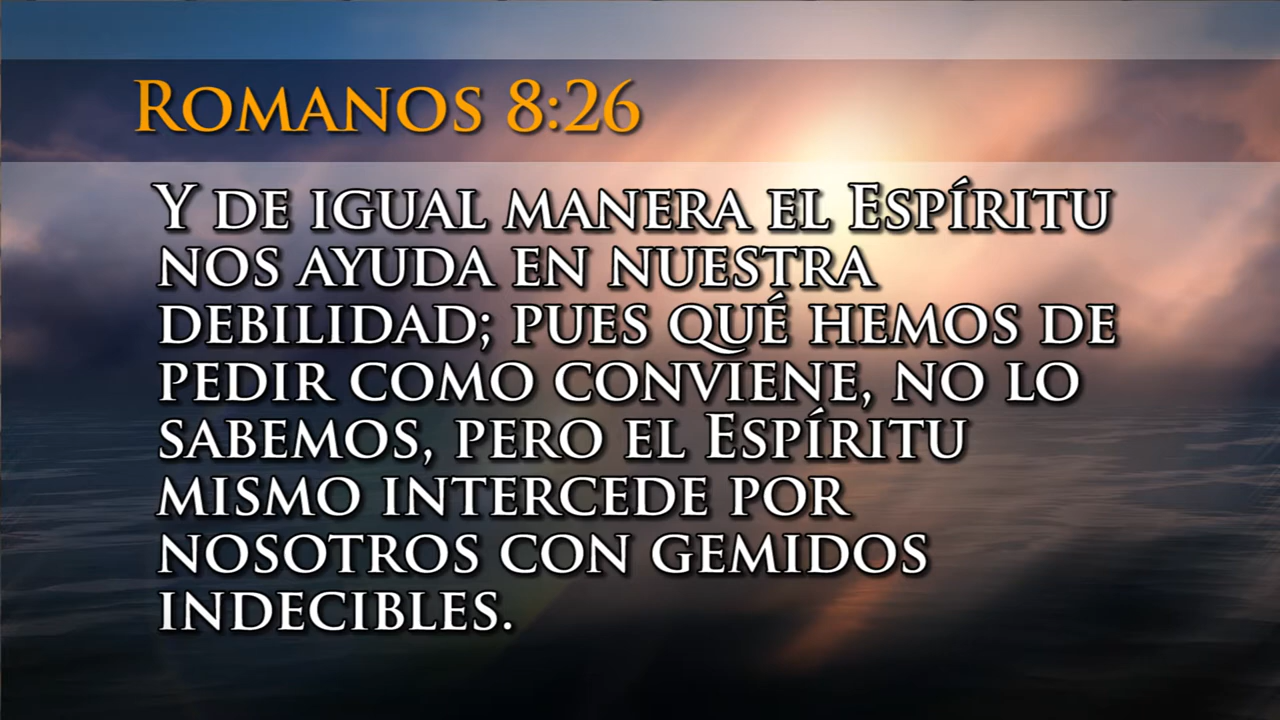 Romanos 8:26
Y de igual manera el Espíritu
nos ayuda en nuestra
debilidad; pues qué hemos de
pedir como conviene, no lo
sabemos, pero el Espíritu
mismo intercede por
nosotros con gemidos
indecibles.